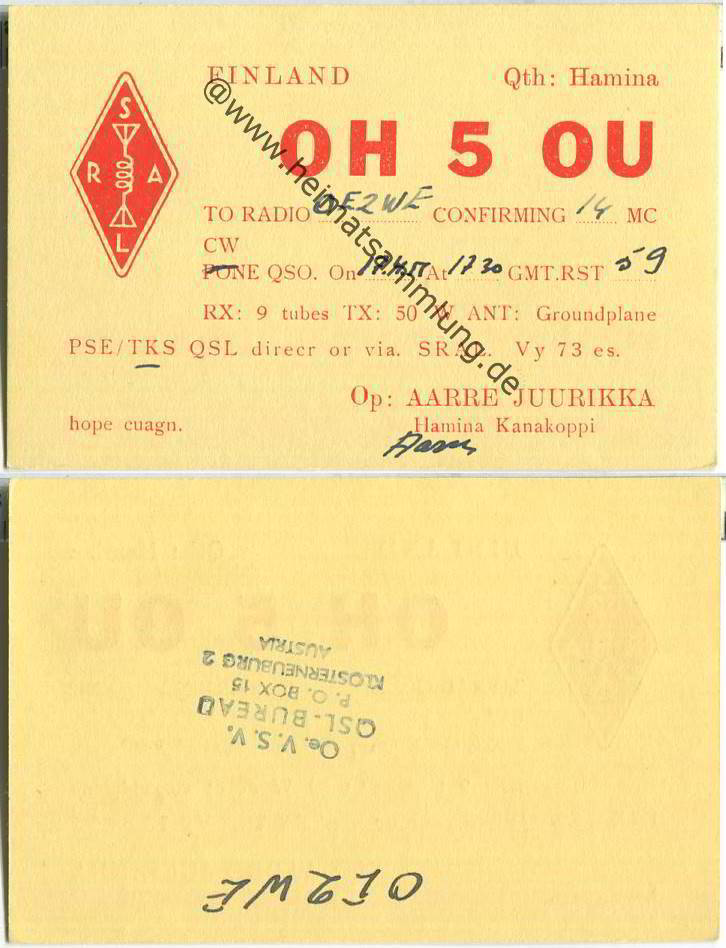 FINLAND Qth: Hamina
S
R A
L
OH 5 OU
TO RADIO OE2WE CONFIRMING 14 MC
CW
PONE QSO. On At 1730 GMT.RST 59
RX: 9 tubes TX: 50 W ANT: Groundplane
PSE/TKS QSL direcr or via. SRAL. Vy 73 es.
Op: AARRE JUURIKKA
hope cuagn. Hamina Kanakoppi
Aarre
@www.heimatsammlung.de
Oe. V. S. V.
QSL-BUREAU
P. O. BOX 15
KLOSTERNEUBURG 2
AUSTRIA
OE2WE